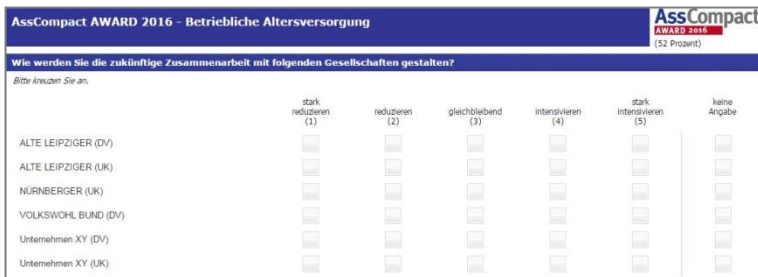 AssCompact AWARD 2016 - Betriebliche Altersversorgung
AssCompact
AWARD 2016
(52 Prozent)
Wie werden Sie die zukünftige Zusammenarbeit mit folgenden Gesellschaften gestalten?
Bitte kreuzen Sie an.
stark reduzieren (1)
reduzieren (2)
gleichbleibend (3)
intensivieren (4)
stark intensivieren (5)
keine Angabe
ALTE LEIPZIGER (DV)
ALTE LEIPZIGER (UK)
NÜRNBERGER (UK)
VOLKSWOHL BUND (DV)
Unternehmen XY (DV)
Unternehmen XY (UK)